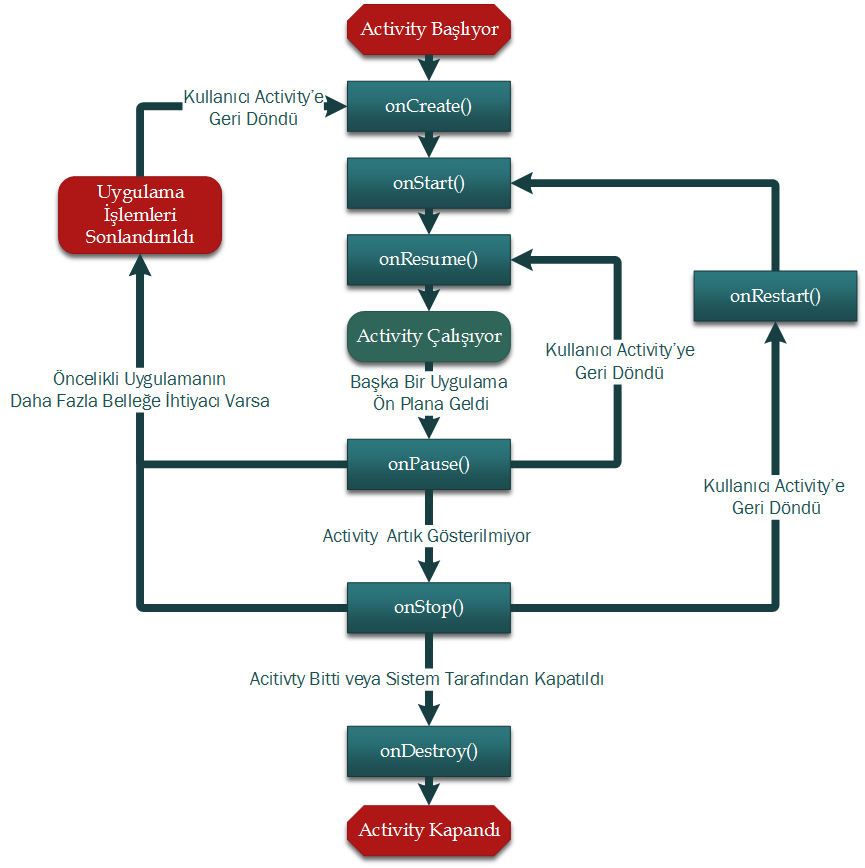 Activity Başlıyor
Kullanıcı Activity'e
Geri Döndü
onCreate()
onStart()
Uygulama
İşlemleri
Sonlandırıldı
onResume()
onRestart()
Activity Çalışıyor
Kullanıcı Activity'ye
Geri Döndü
Öncelikli Uygulamanın
Daha Fazla Belleğe İhtiyacı Varsa
Başka Bir Uygulama
Ön Plana Geldi
onPause()
Kullanıcı Activity'e
Geri Döndü
Activity Artık Gösterilmiyor
onStop()
Acitivty Bitti veya Sistem Tarafından Kapatıldı
onDestroy()
Activity Kapandı